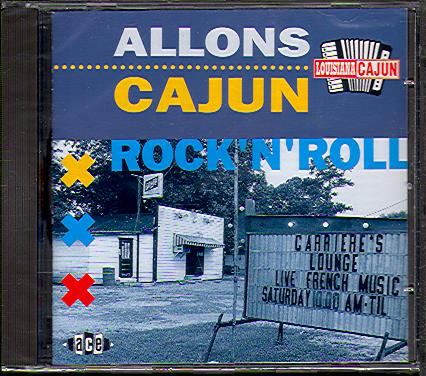 ALLONS
CAJUN
LOUISIANA CAJUN
ROCK'N'ROLL
CARRIERE'S
LOUNGE
LIVE FRENCH MUSIC
SATURDAY 10:00 AM-TIL
ace